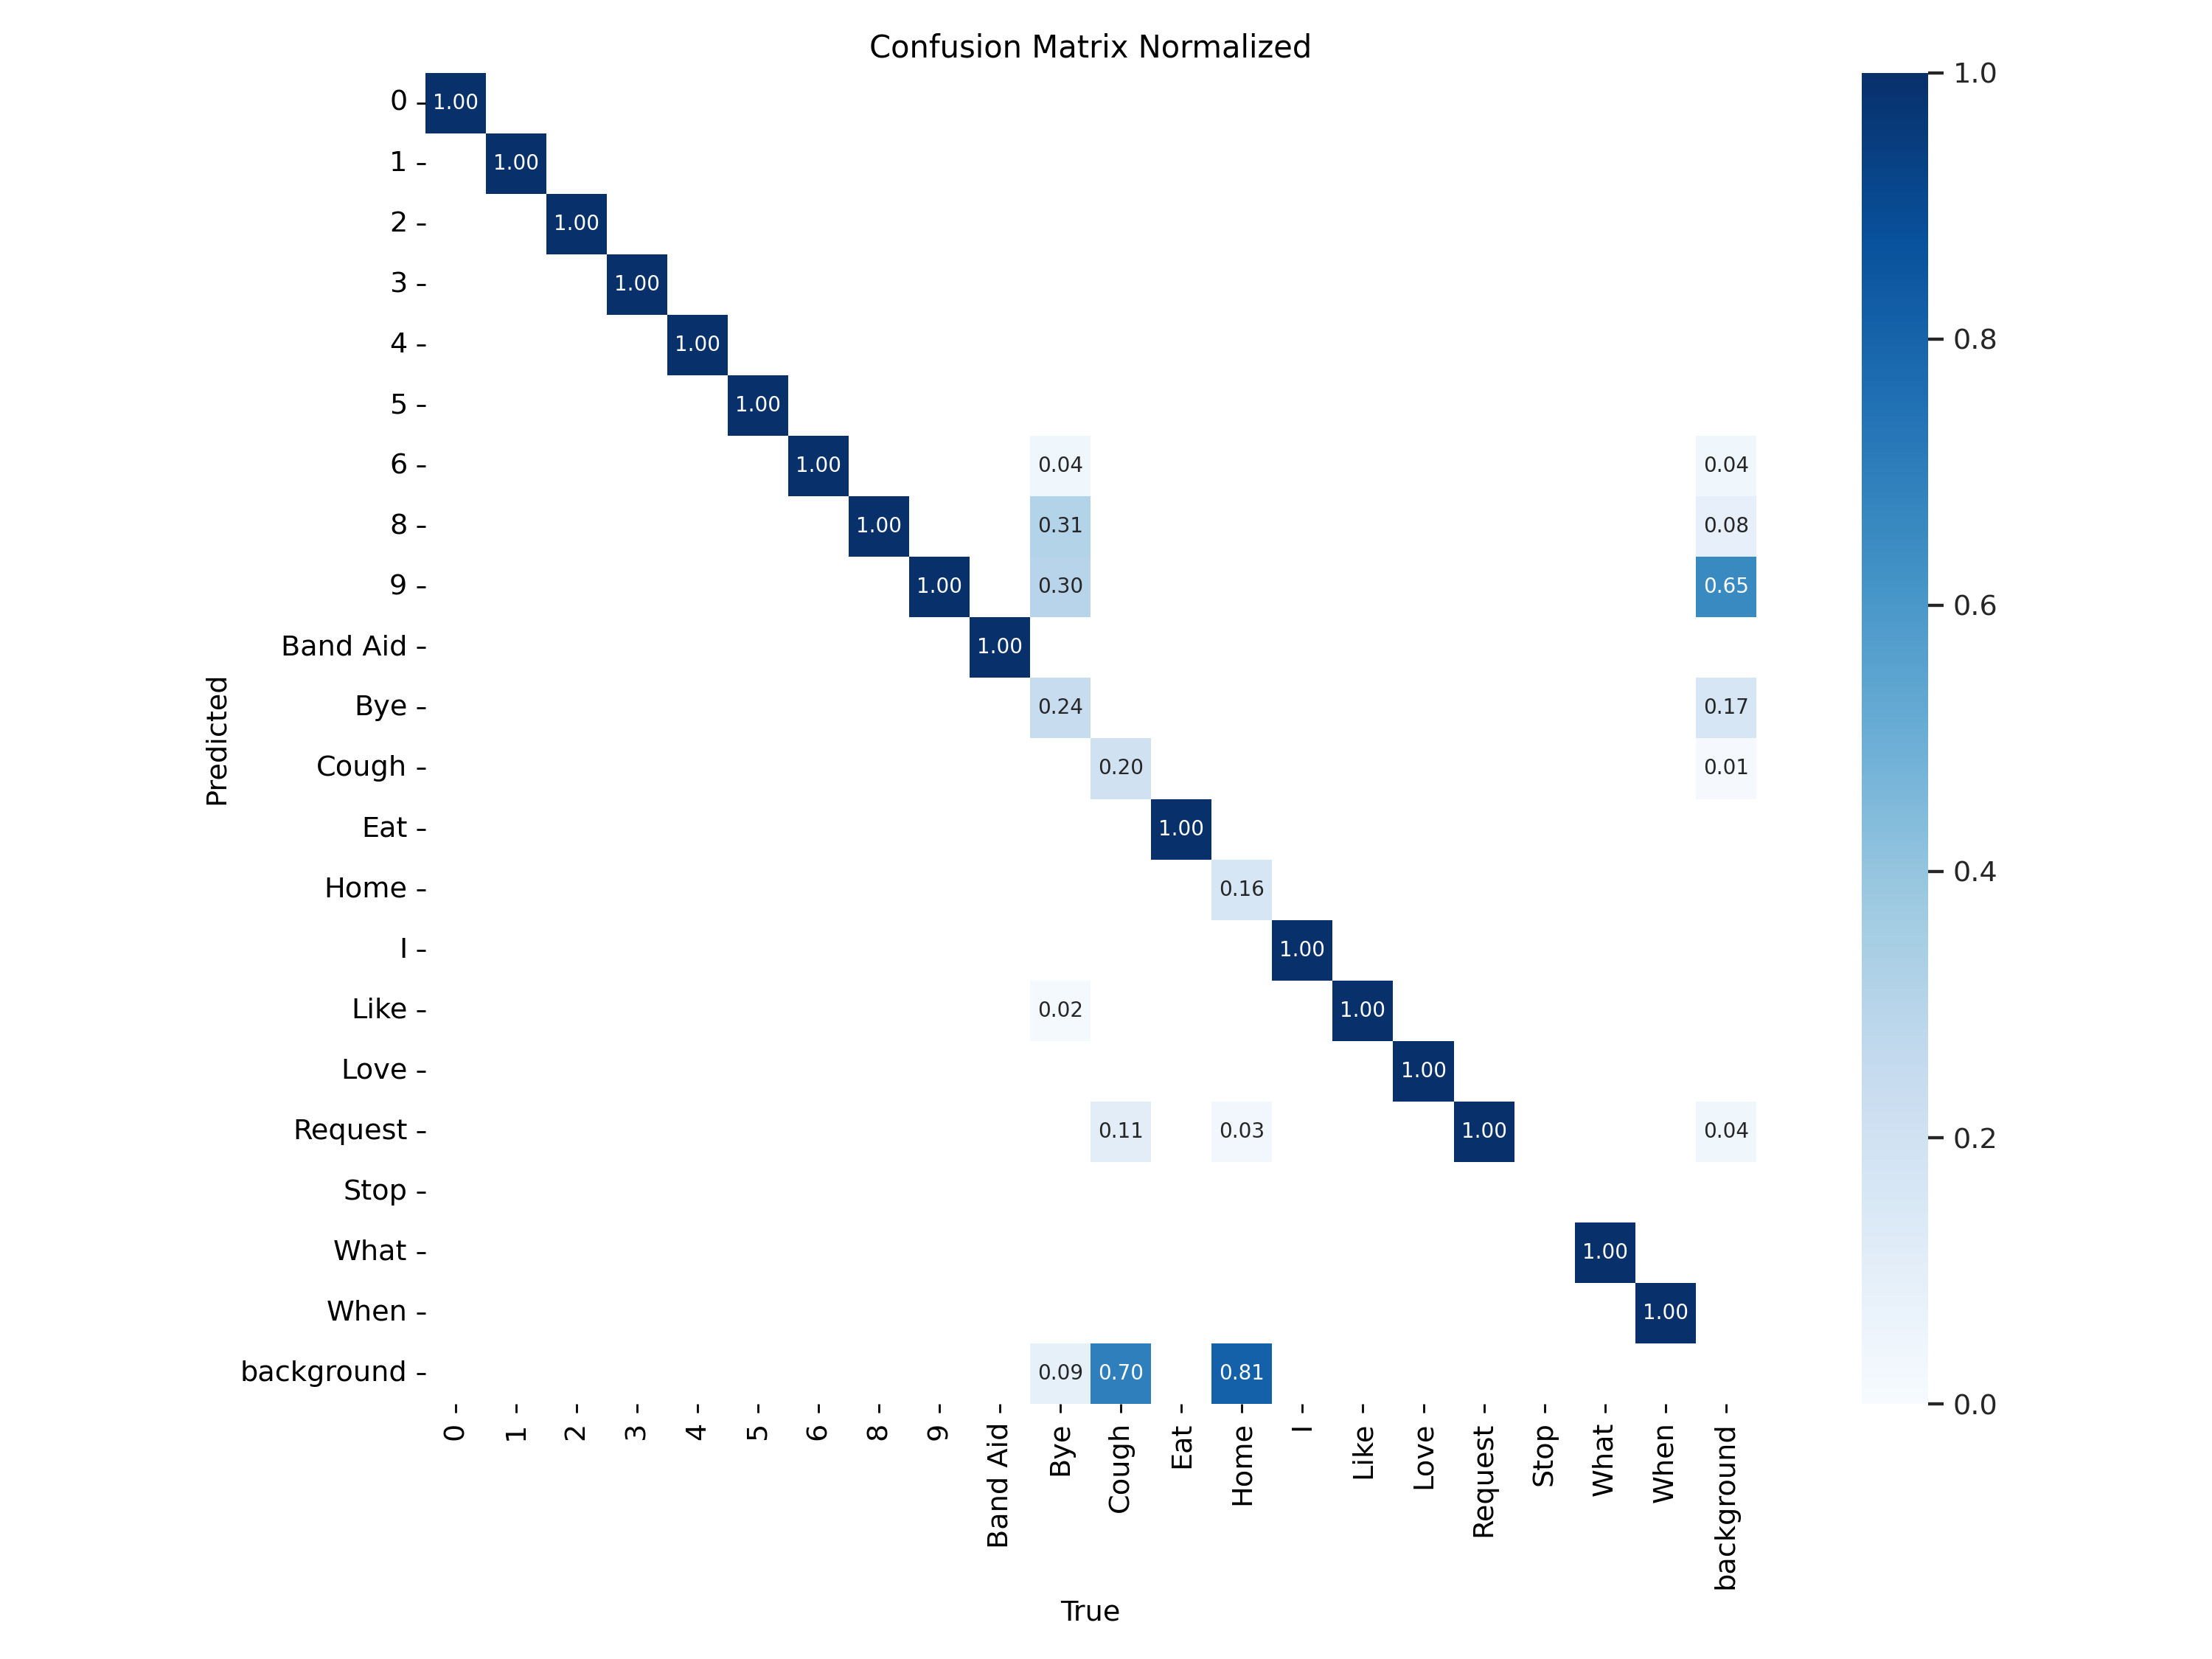 Confusion Matrix Normalized
0 1.00
1 1.00
2 1.00
3 1.00
4 1.00
5 1.00
6 1.00 0.04 0.04
8 1.00 0.31 0.08
9 1.00 0.30 0.65
Band Aid 1.00
Bye 0.24 0.17
Cough 0.20 0.01
Eat 1.00
Home 0.16
I 1.00
Like 0.02 1.00
Love 1.00
Request 0.11 0.03 1.00 0.04
Stop
What 1.00
When 1.00
background 0.09 0.70 0.81
Predicted
0 1 2 3 4 5 6 8 9 Band Aid Bye Cough Eat Home I Like Love Request Stop What When background
True
1.0
0.8
0.6
0.4
0.2
0.0